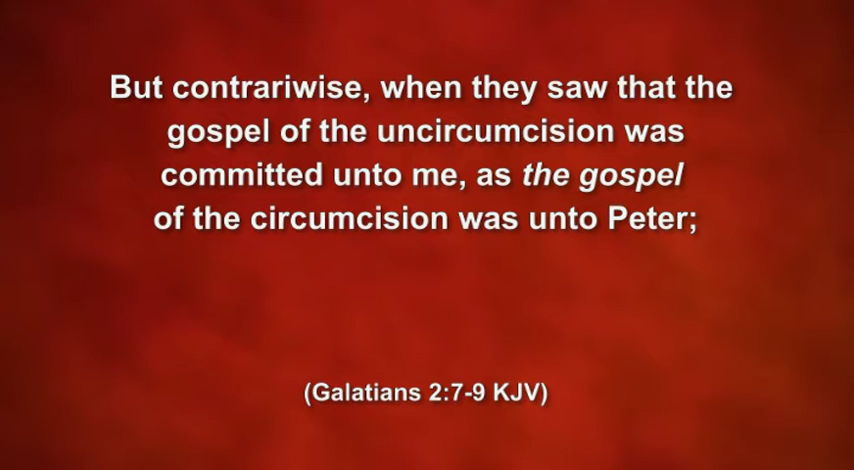 But contrariwise, when they saw that the
gospel of the uncircumcision was
committed unto me, as the gospel
of the circumcision was unto Peter;
(Galatians 2:7-9 KJV)